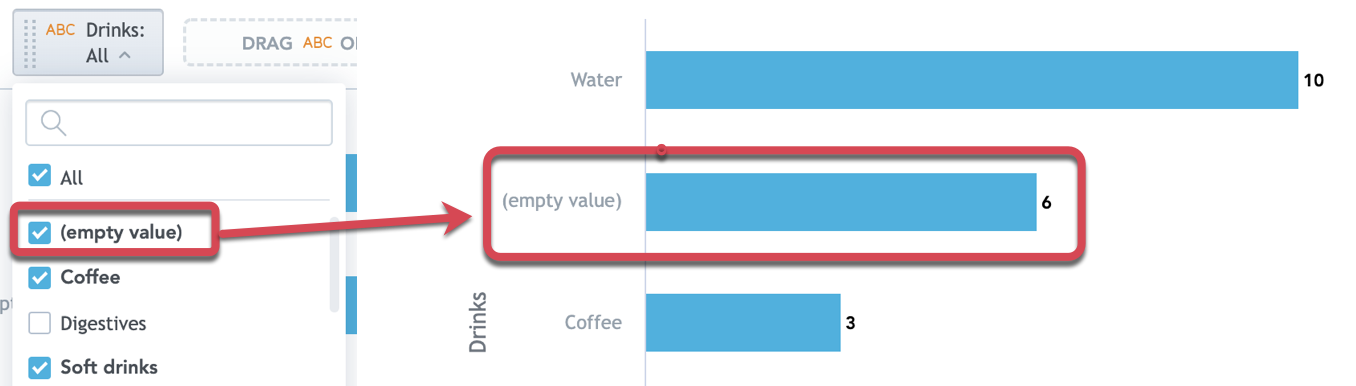 ABC Drinks:
All
DRAG ABC
All
(empty value)
Coffee
Digestives
Soft drinks
Water
10
(empty value)
6
Drinks
Coffee
3